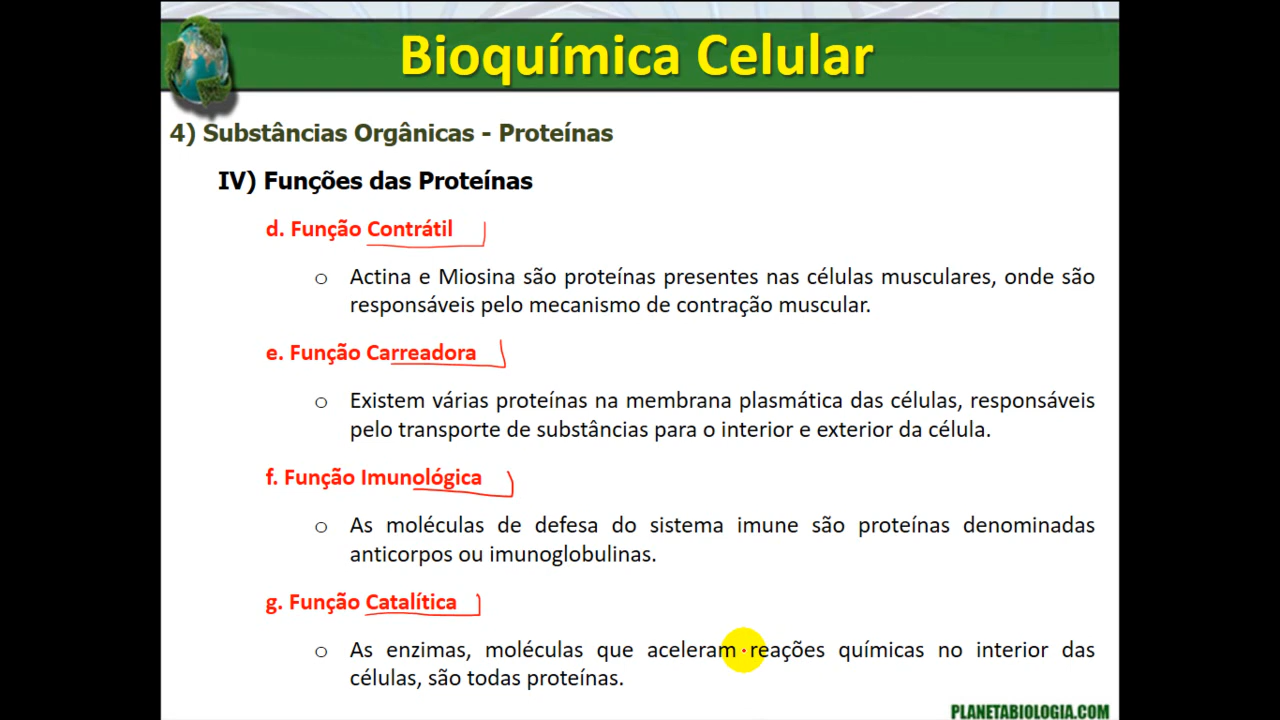 Bioquímica Celular
4) Substâncias Orgânicas - Proteínas
IV) Funções das Proteínas
d. Função Contrátil
o Actina e Miosina são proteínas presentes nas células musculares, onde são
responsáveis pelo mecanismo de contração muscular.
e. Função Carreadora
o Existem várias proteínas na membrana plasmática das células, responsáveis
pelo transporte de substâncias para o interior e exterior da célula.
f. Função Imunológica
o As moléculas de defesa do sistema imune são proteínas denominadas
anticorpos ou imunoglobulinas.
g. Função Catalítica
o As enzimas, moléculas que aceleram reações químicas no interior das
células, são todas proteínas.
PLANETABIOLOGIA.COM